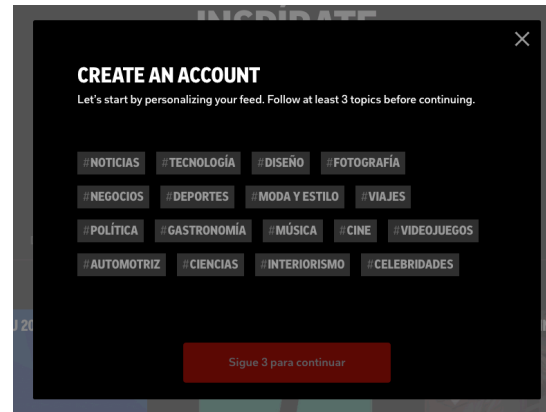 INSPÍRATE
CREATE AN ACCOUNT
Let's start by personalizing your feed. Follow at least 3 topics before continuing.
#NOTICIAS #TECNOLOGÍA #DISEÑO #FOTOGRAFÍA
#NEGOCIOS #DEPORTES #MODA Y ESTILO #VIAJES
#POLÍTICA #GASTRONOMÍA #MÚSICA #CINE #VIDEOJUEGOS
#AUTOMOTRIZ #CIENCIAS #INTERIORISMO #CELEBRIDADES
Sigue 3 para continuar